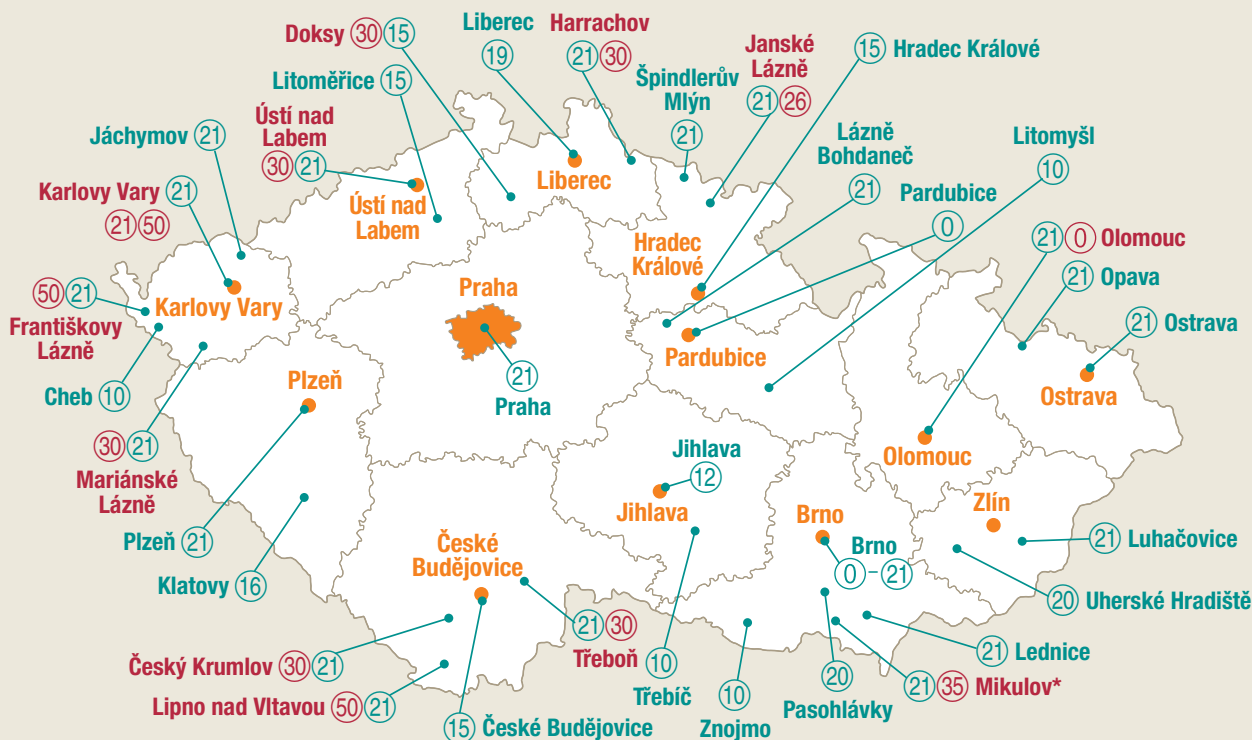 Doksy 30 15
Liberec
19
Harrachov
21 30
Janské
Lázně
21 26
15 Hradec Králové
Litoměřice 15
Špindlerův
Mlýn
21
Ústí nad
Labem
30 21
Lázně
Bohdaneč
21
Litomyšl
10
Jáchymov 21
Pardubice
0
Karlovy Vary 21
21 50
Liberec
Ústí nad
Labem
Hradec
Králové
21 0 Olomouc
21 Opava
50 21
Františkovy
Lázně
Karlovy Vary
Praha
21 Ostrava
Pardubice
Cheb 10
Plzeň
21
Praha
Ostrava
30 21
Mariánské
Lázně
Jihlava
12
Jihlava
Olomouc
Plzeň 21
Brno
Zlín
České
Budějovice
Brno
0 – 21
21 Luhačovice
Klatovy 16
20 Uherské Hradiště
21 30
Třeboň
21 Lednice
Český Krumlov 30 21
10
Třebíč
10
Znojmo
20
Pasohlávky
21 35 Mikulov*
Lipno nad Vltavou 50 21
15 České Budějovice